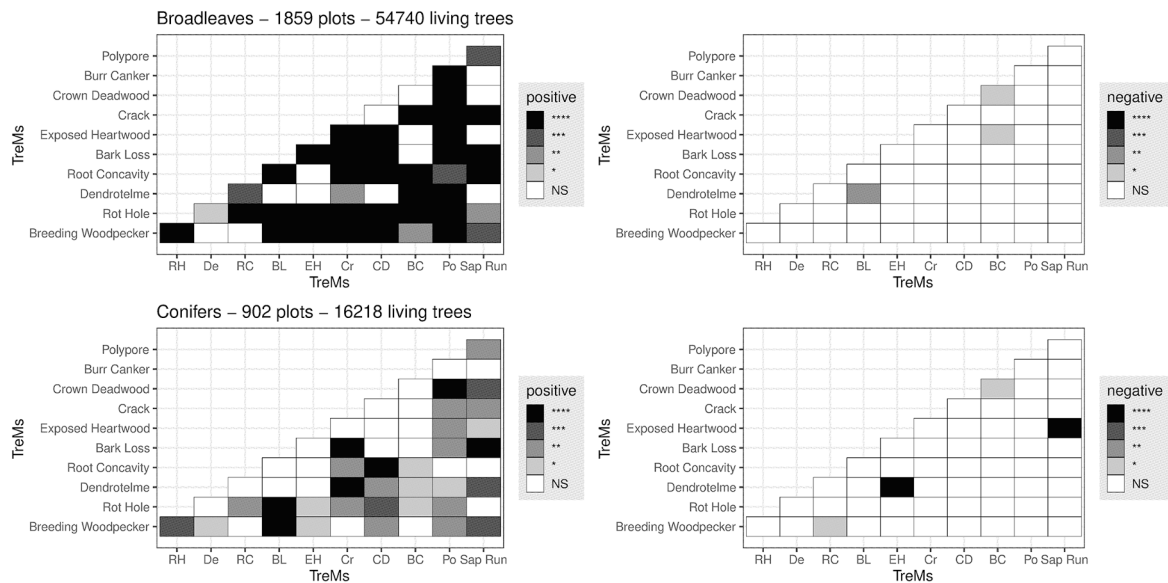 Broadleaves – 1859 plots – 54740 living trees
TreMs
Polypore
Burr Canker
Crown Deadwood
Crack
Exposed Heartwood
Bark Loss
Root Concavity
Dendrotelme
Rot Hole
Breeding Woodpecker
RH De RC BL EH Cr CD BC Po Sap Run
TreMs
positive
****
***
**
*
NS
TreMs
Polypore
Burr Canker
Crown Deadwood
Crack
Exposed Heartwood
Bark Loss
Root Concavity
Dendrotelme
Rot Hole
Breeding Woodpecker
RH De RC BL EH Cr CD BC Po Sap Run
TreMs
negative
****
***
**
*
NS
Conifers – 902 plots – 16218 living trees
TreMs
Polypore
Burr Canker
Crown Deadwood
Crack
Exposed Heartwood
Bark Loss
Root Concavity
Dendrotelme
Rot Hole
Breeding Woodpecker
RH De RC BL EH Cr CD BC Po Sap Run
TreMs
positive
****
***
**
*
NS
TreMs
Polypore
Burr Canker
Crown Deadwood
Crack
Exposed Heartwood
Bark Loss
Root Concavity
Dendrotelme
Rot Hole
Breeding Woodpecker
RH De RC BL EH Cr CD BC Po Sap Run
TreMs
negative
****
***
**
*
NS